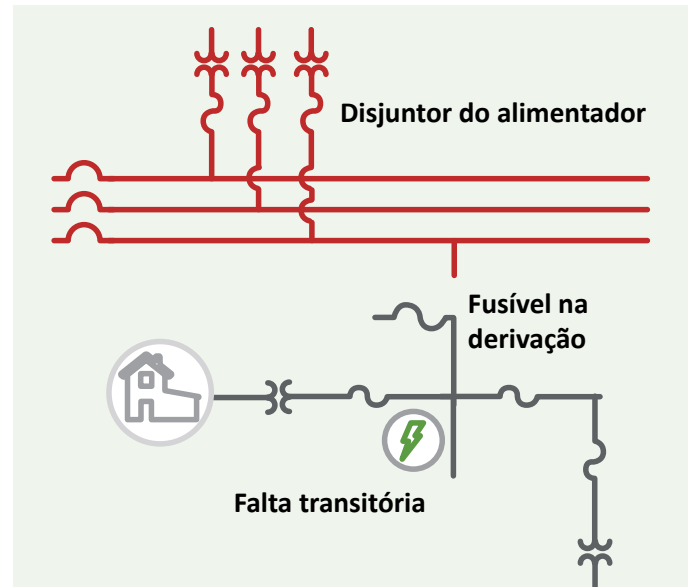 Disjuntor do alimentador
Fusível na
derivação
Falta transitória